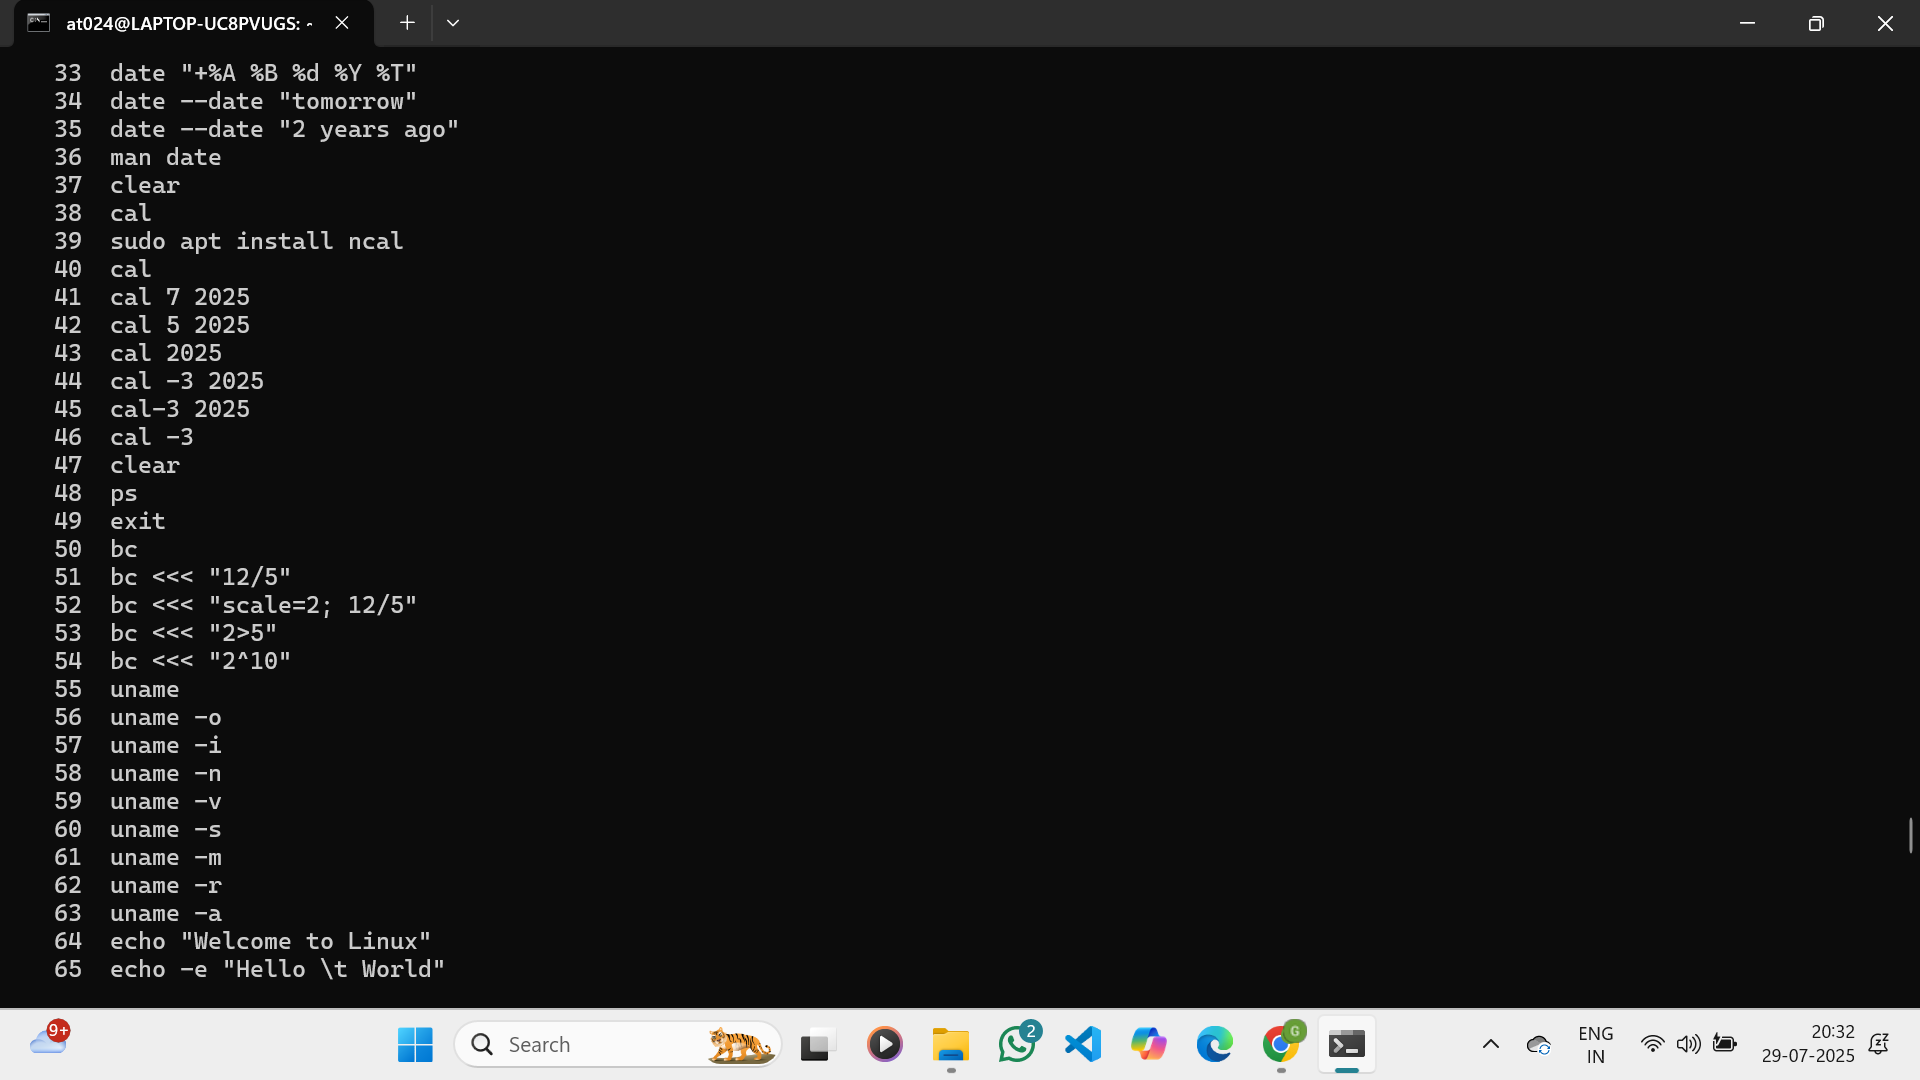 at024@LAPTOP-UC8PVUGS: ~
33 date "+%A %B %d %Y %T"
34 date --date "tomorrow"
35 date --date "2 years ago"
36 man date
37 clear
38 cal
39 sudo apt install ncal
40 cal
41 cal 7 2025
42 cal 5 2025
43 cal 2025
44 cal -3 2025
45 cal-3 2025
46 cal -3
47 clear
48 ps
49 exit
50 bc
51 bc <<< "12/5"
52 bc <<< "scale=2; 12/5"
53 bc <<< "2>5"
54 bc <<< "2^10"
55 uname
56 uname -o
57 uname -i
58 uname -n
59 uname -v
60 uname -s
61 uname -m
62 uname -r
63 uname -a
64 echo "Welcome to Linux"
65 echo -e "Hello \t World"
9+
Search
2
G
ENG
IN
20:32
29-07-2025